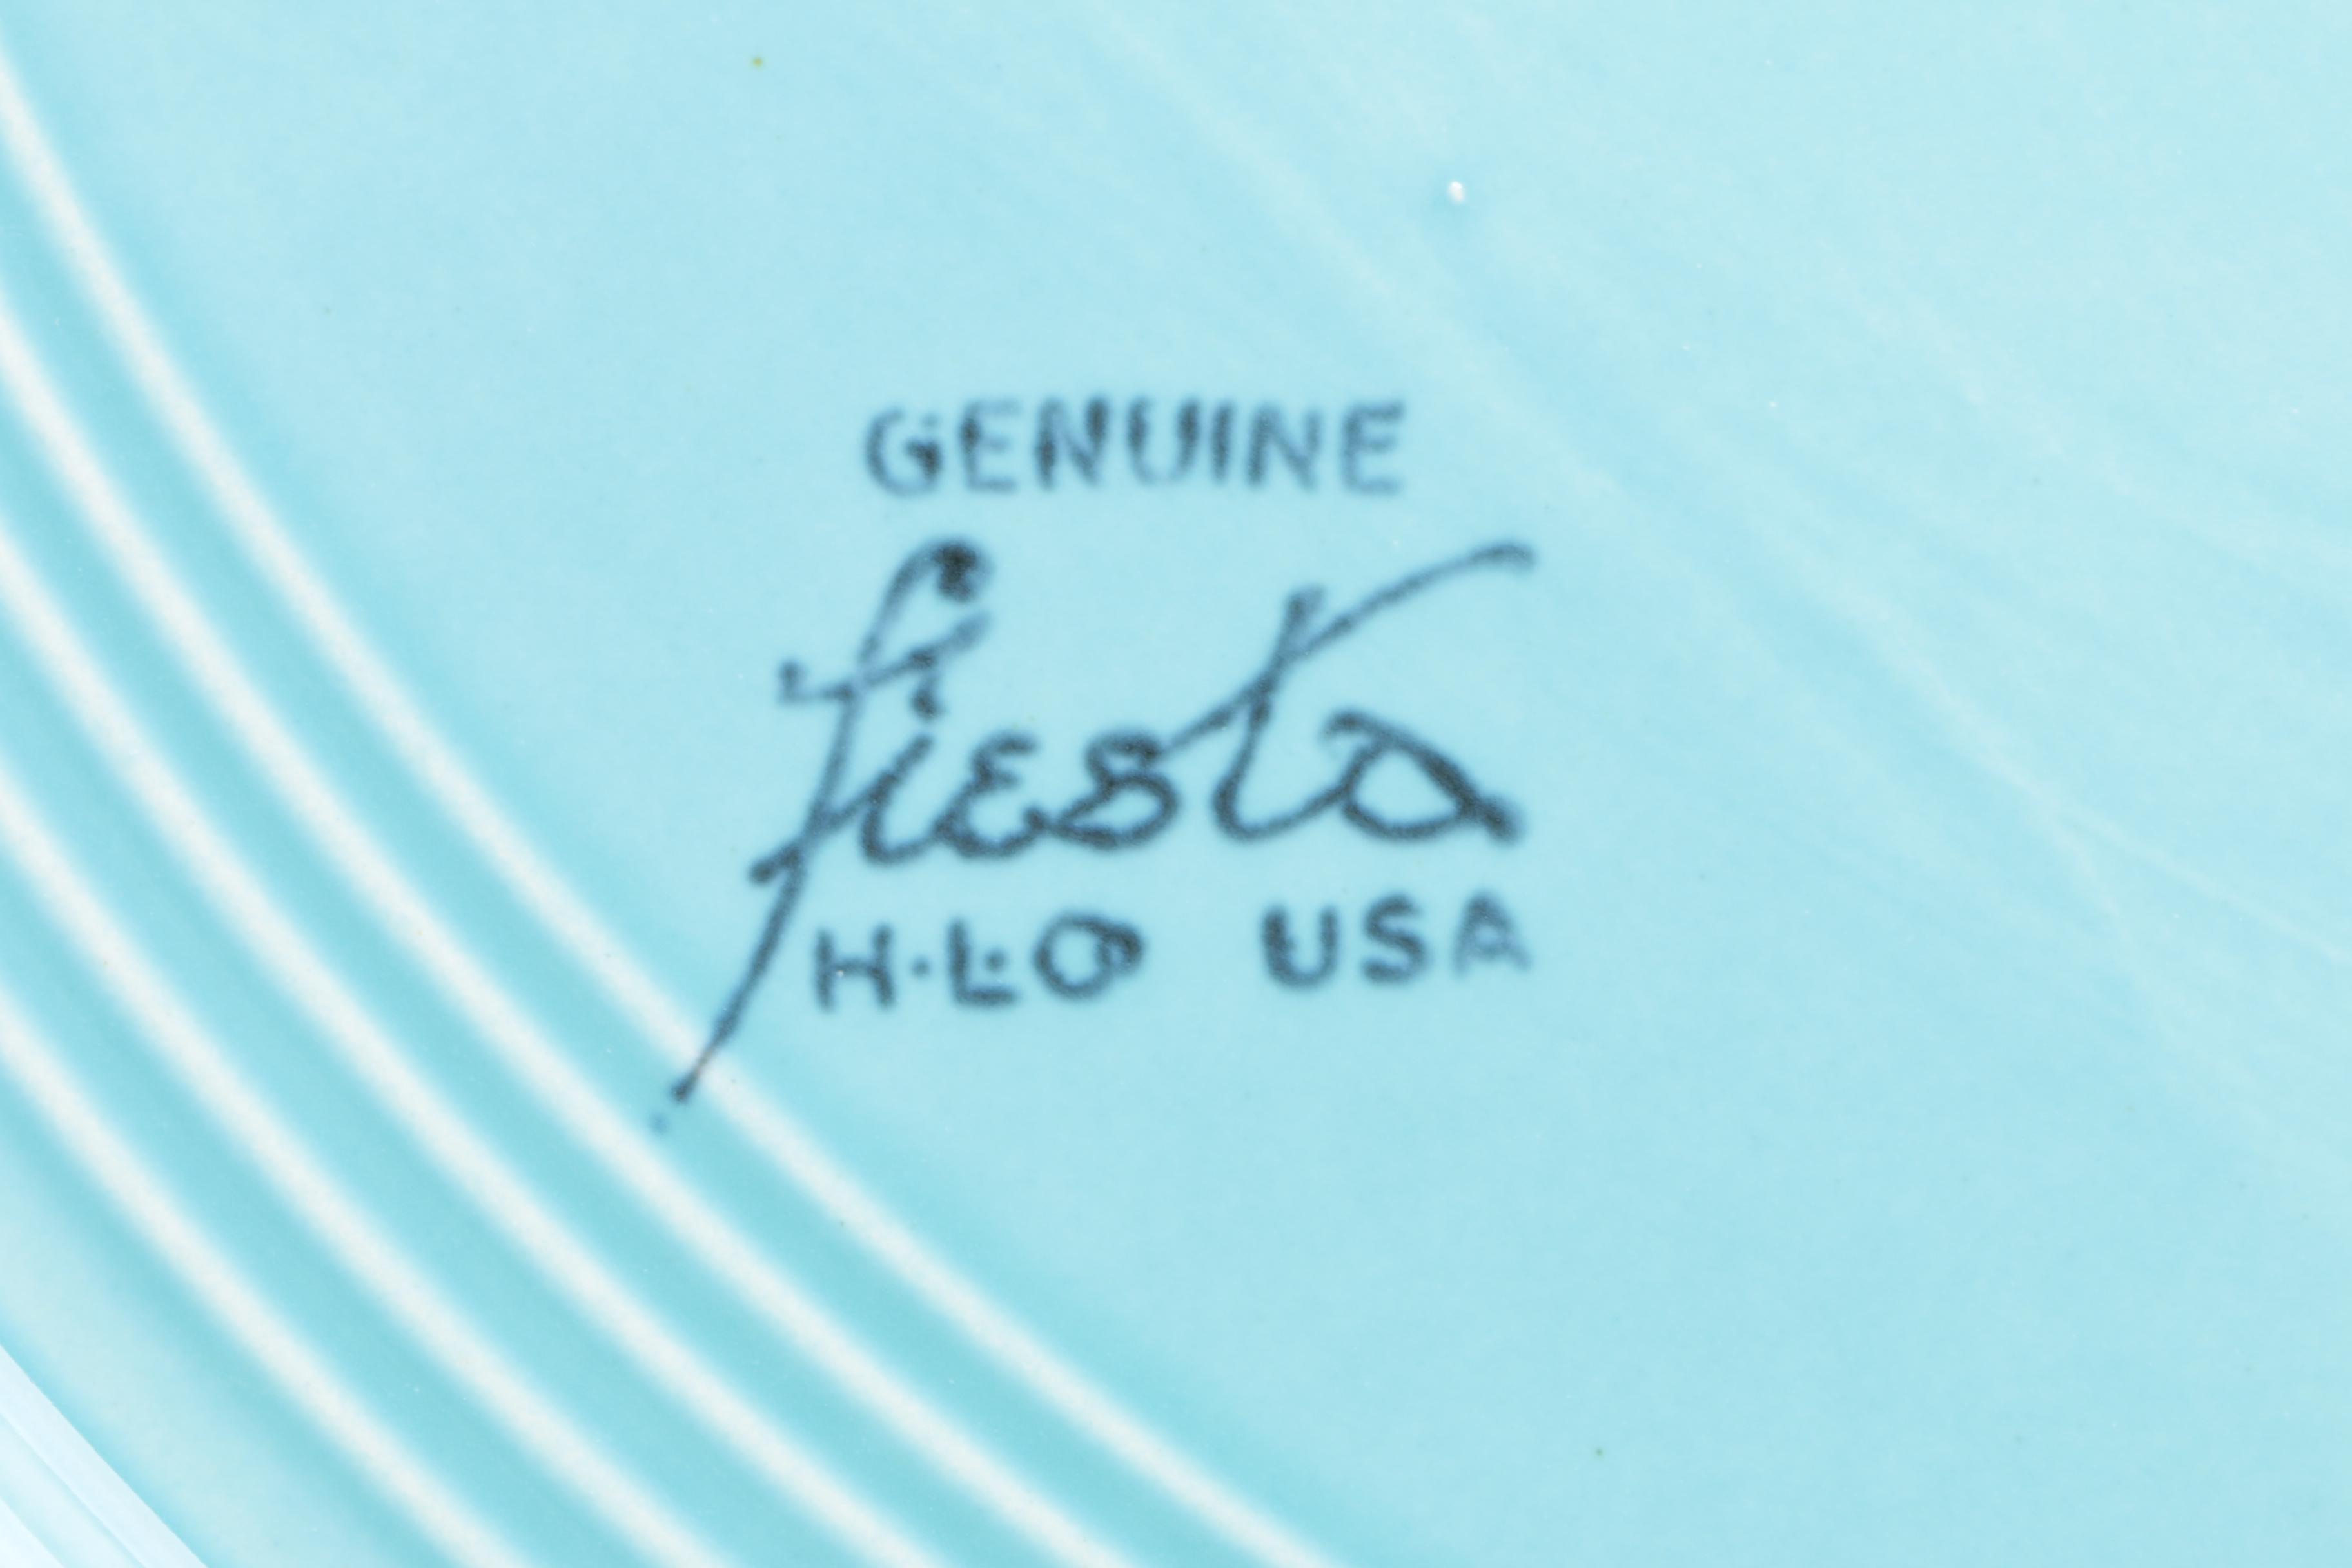 GENUINE
fiesta
H·L·Co USA